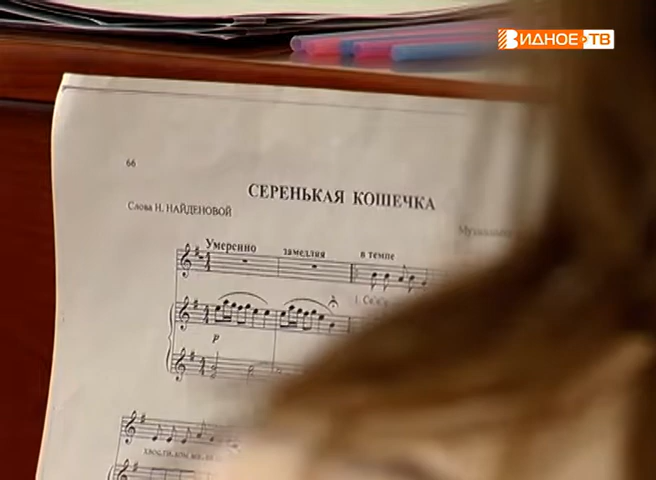 ВИДНОЕ ТВ
66
СЕРЕНЬКАЯ КОШЕЧКА
Слова Н. НАЙДЕНОВОЙ
Умеренно замедляя в темпе
p